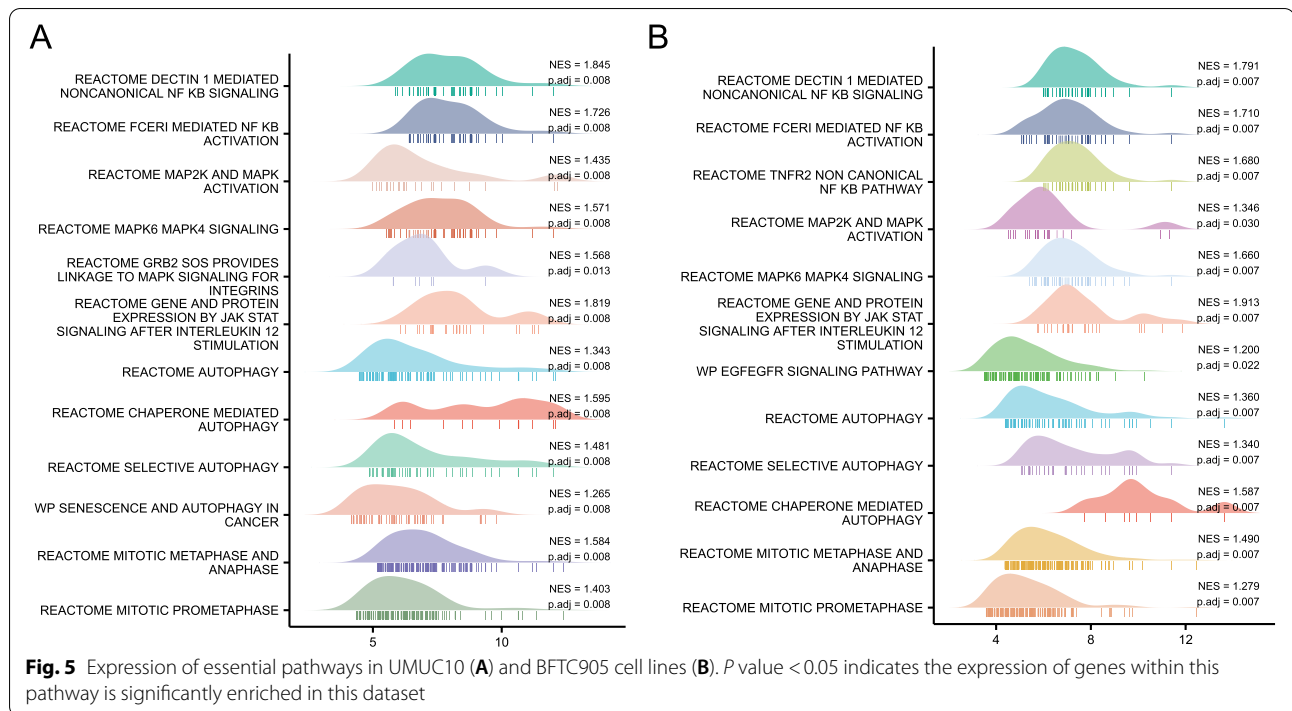 A
REACTOME DECTIN 1 MEDIATED
NONCANONICAL NF KB SIGNALING
NES = 1.845
p.adj = 0.008
REACTOME FCERI MEDIATED NF KB
ACTIVATION
NES = 1.726
p.adj = 0.008
REACTOME MAP2K AND MAPK
ACTIVATION
NES = 1.435
p.adj = 0.008
REACTOME MAPK6 MAPK4 SIGNALING
NES = 1.571
p.adj = 0.008
REACTOME GRB2 SOS PROVIDES
LINKAGE TO MAPK SIGNALING FOR
INTEGRINS
NES = 1.568
p.adj = 0.013
REACTOME GENE AND PROTEIN
EXPRESSION BY JAK STAT
SIGNALING AFTER INTERLEUKIN 12
STIMULATION
NES = 1.819
p.adj = 0.008
REACTOME AUTOPHAGY
NES = 1.343
p.adj = 0.008
REACTOME CHAPERONE MEDIATED
AUTOPHAGY
NES = 1.595
p.adj = 0.008
REACTOME SELECTIVE AUTOPHAGY
NES = 1.481
p.adj = 0.008
WP SENESCENCE AND AUTOPHAGY IN
CANCER
NES = 1.265
p.adj = 0.008
REACTOME MITOTIC METAPHASE AND
ANAPHASE
NES = 1.584
p.adj = 0.008
REACTOME MITOTIC PROMETAPHASE
NES = 1.403
p.adj = 0.008
5 10
B
REACTOME DECTIN 1 MEDIATED
NONCANONICAL NF KB SIGNALING
NES = 1.791
p.adj = 0.007
REACTOME FCERI MEDIATED NF KB
ACTIVATION
NES = 1.710
p.adj = 0.007
REACTOME TNFR2 NON CANONICAL
NF KB PATHWAY
NES = 1.680
p.adj = 0.007
REACTOME MAP2K AND MAPK
ACTIVATION
NES = 1.346
p.adj = 0.030
REACTOME MAPK6 MAPK4 SIGNALING
NES = 1.660
p.adj = 0.007
REACTOME GENE AND PROTEIN
EXPRESSION BY JAK STAT
SIGNALING AFTER INTERLEUKIN 12
STIMULATION
NES = 1.913
p.adj = 0.007
WP EGFEGFR SIGNALING PATHWAY
NES = 1.200
p.adj = 0.022
REACTOME AUTOPHAGY
NES = 1.360
p.adj = 0.007
REACTOME SELECTIVE AUTOPHAGY
NES = 1.340
p.adj = 0.007
REACTOME CHAPERONE MEDIATED
AUTOPHAGY
NES = 1.587
p.adj = 0.007
REACTOME MITOTIC METAPHASE AND
ANAPHASE
NES = 1.490
p.adj = 0.007
REACTOME MITOTIC PROMETAPHASE
NES = 1.279
p.adj = 0.007
4 8 12
Fig. 5 Expression of essential pathways in UMUC10 (A) and BFTC905 cell lines (B). P value < 0.05 indicates the expression of genes within this
pathway is significantly enriched in this dataset